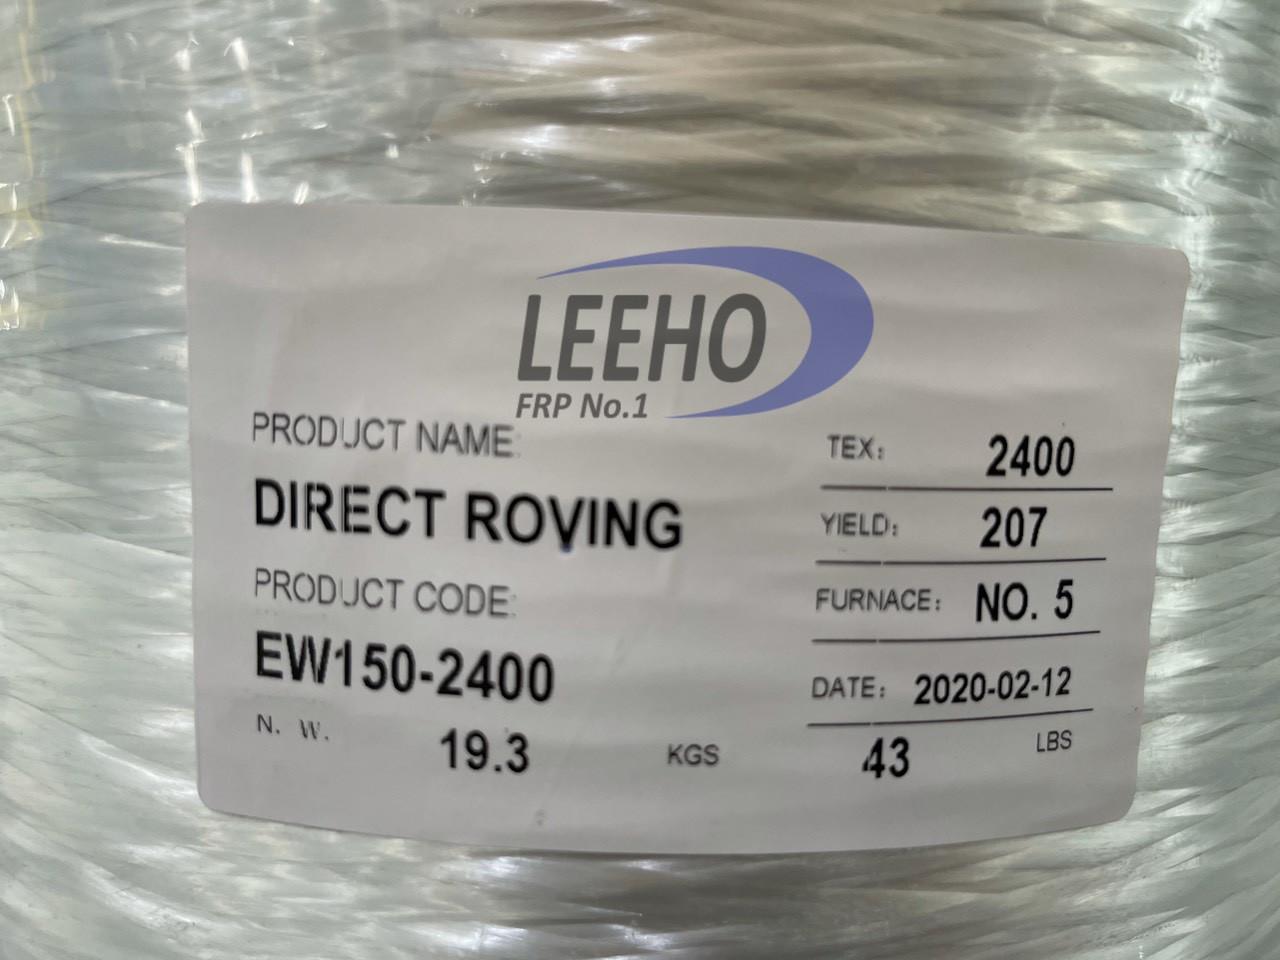 LEEHO
FRP No.1
PRODUCT NAME:
DIRECT ROVING
PRODUCT CODE:
EW150-2400
N. W. 19.3 KGS 43 LBS
TEX: 2400
YIELD: 207
FURNACE: NO. 5
DATE: 2020-02-12